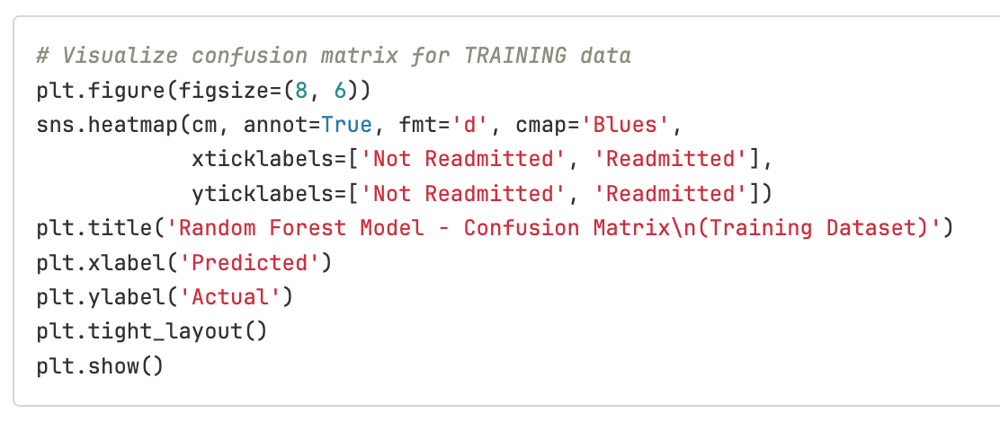 # Visualize confusion matrix for TRAINING data
plt.figure(figsize=(8, 6))
sns.heatmap(cm, annot=True, fmt='d', cmap='Blues',
            xticklabels=['Not Readmitted', 'Readmitted'],
            yticklabels=['Not Readmitted', 'Readmitted'])
plt.title('Random Forest Model - Confusion Matrix\n(Training Dataset)')
plt.xlabel('Predicted')
plt.ylabel('Actual')
plt.tight_layout()
plt.show()